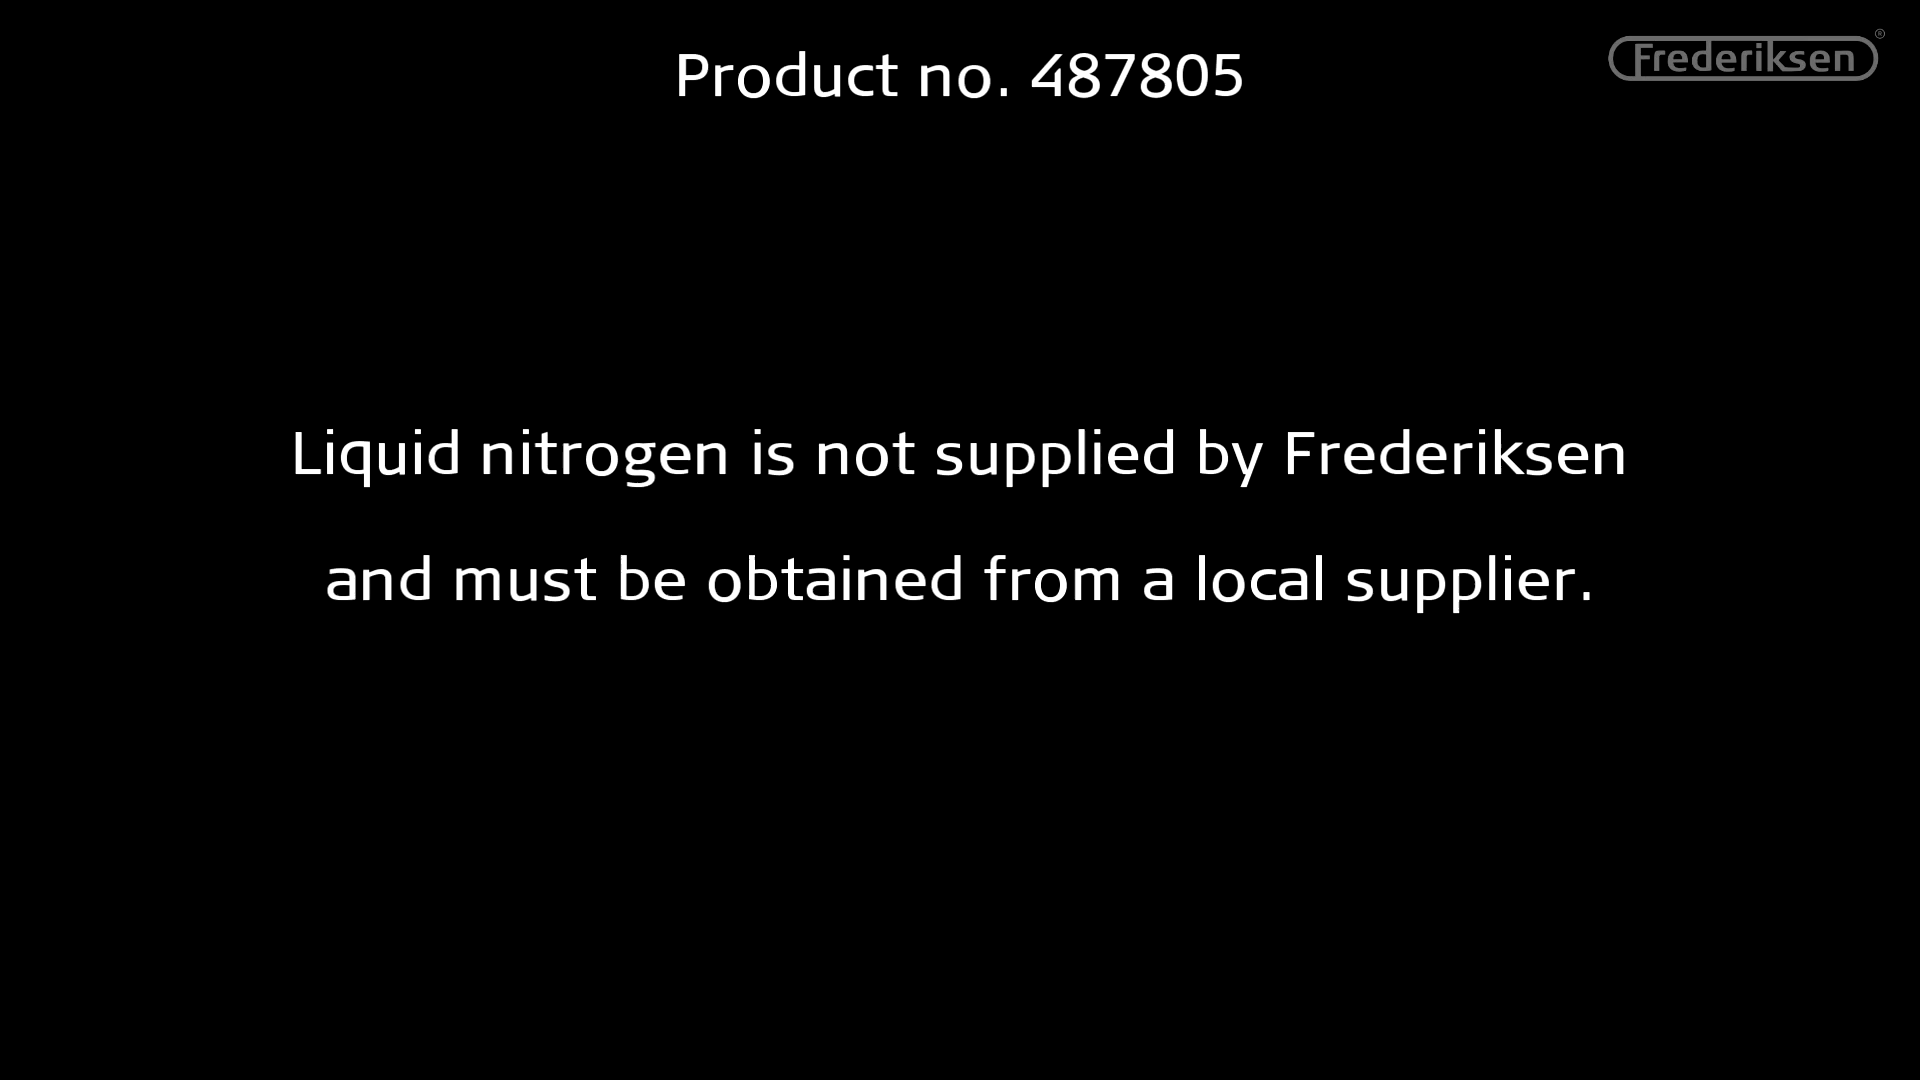 Product no. 487805
Frederiksen®
Liquid nitrogen is not supplied by Frederiksen
and must be obtained from a local supplier.